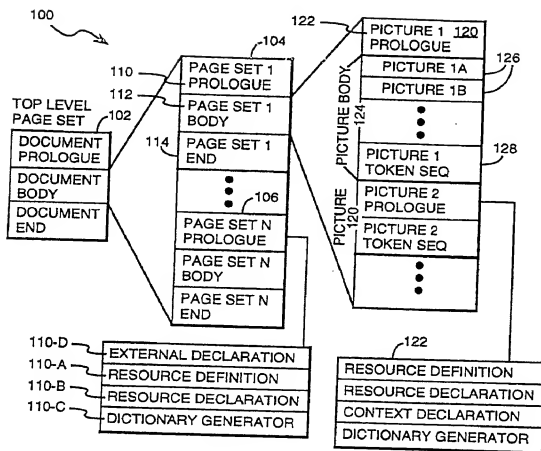 100
TOP LEVEL
PAGE SET
102
DOCUMENT
PROLOGUE
DOCUMENT
BODY
DOCUMENT
END
104
110
112
114
PAGE SET 1
PROLOGUE
PAGE SET 1
BODY
PAGE SET 1
END
106
PAGE SET N
PROLOGUE
PAGE SET N
BODY
PAGE SET N
END
122
PICTURE 1 120
PROLOGUE
PICTURE 1A
PICTURE 1B
126
PICTURE BODY
124
PICTURE 1
TOKEN SEQ
128
PICTURE
120
PICTURE 2
PROLOGUE
PICTURE 2
TOKEN SEQ
110-D
EXTERNAL DECLARATION
110-A
RESOURCE DEFINITION
110-B
RESOURCE DECLARATION
110-C
DICTIONARY GENERATOR
122
RESOURCE DEFINITION
RESOURCE DECLARATION
CONTEXT DECLARATION
DICTIONARY GENERATOR